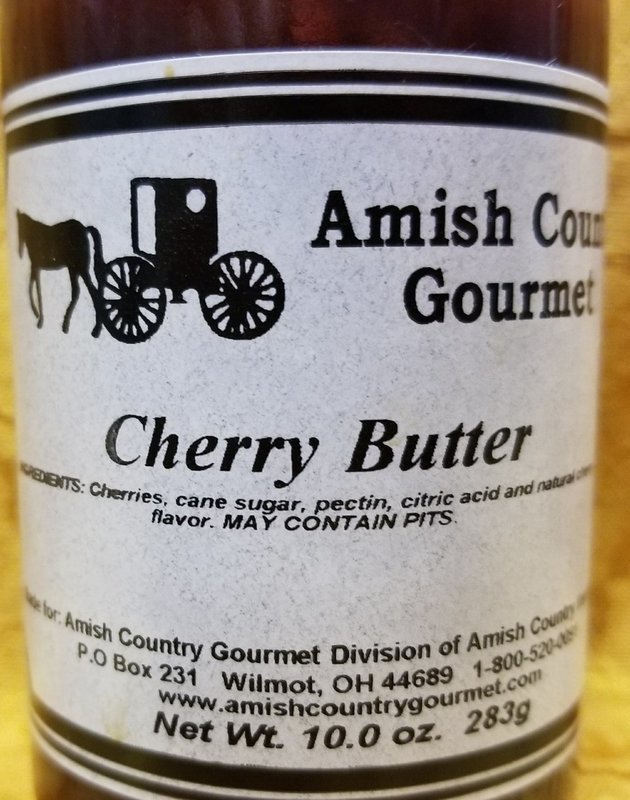 Amish Coun
Gourmet
Cherry Butter
INGREDIENTS: Cherries, cane sugar, pectin, citric acid and natural
flavor. MAY CONTAIN PITS.
for: Amish Country Gourmet Division of Amish Country
P.O Box 231 Wilmot, OH 44689 1-800-520-00
www.amishcountrygourmet.com
Net Wt. 10.0 oz. 283g